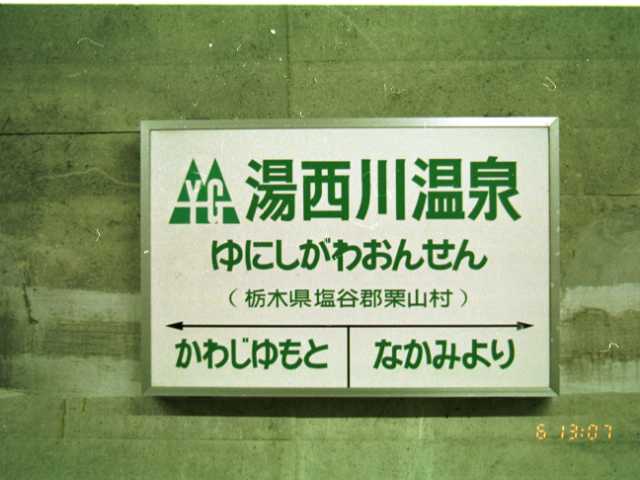 YG 湯西川温泉
ゆにしがわおんせん
（栃木県塩谷郡栗山村）
かわじゆもと なかみより
6 13:07